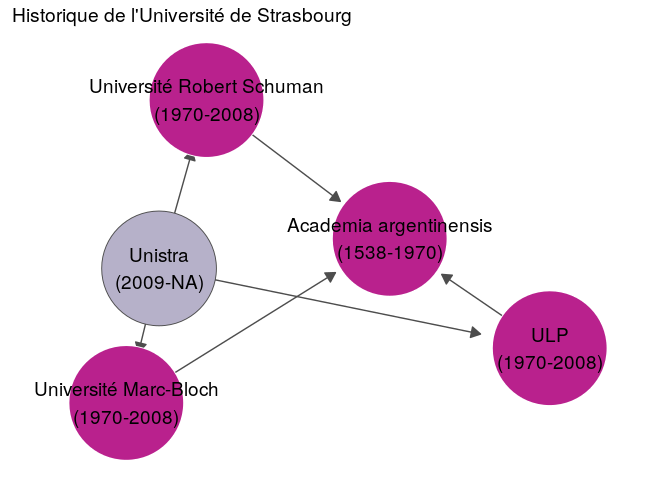 Historique de l'Université de Strasbourg
Université Robert Schuman
(1970-2008)
Academia argentinensis
(1538-1970)
Unistra
(2009-NA)
ULP
(1970-2008)
Université Marc-Bloch
(1970-2008)